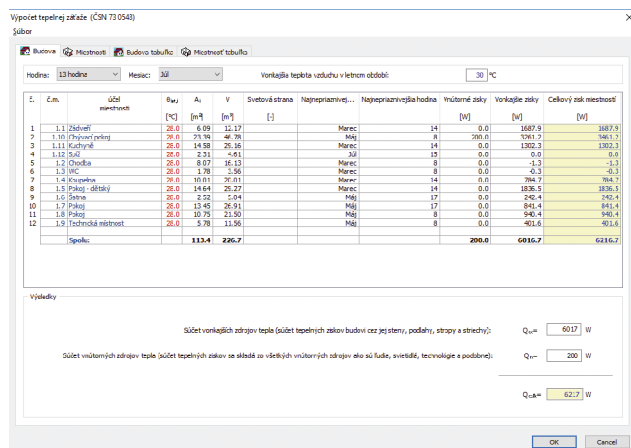 Výpočet tepelnej záťaže (ČSN 73 0548)
Súbor
Budova Miestnosti Budova tabuľka Miestnosť tabuľka
Hodina: 13 hodina Mesiac: Júl Vonkajšia teplota vzduchu v letnom období: 30 °C
č. č.m. účel miestnosti θint,i Ai V Svetová strana Najnepriaznivej... Najnepriaznivejšia hodina Vnútorné zisky Vonkajšie zisky Celkový zisk miestností
[°C] [m²] [m³] [-] [W] [W] [W]
1 1.1 Zádveří 28.0 6.09 12.17 Marec 14 0.0 1687.9 1687.9
2 1.10 Obývací pokoj 28.0 23.39 46.78 Máj 8 200.0 3261.2 3461.2
3 1.11 Kuchyně 28.0 14.58 29.16 Marec 14 0.0 1302.3 1302.3
4 1.12 Spíž 28.0 2.31 4.61 Júl 15 0.0 0.0 0.0
5 1.2 Chodba 28.0 8.07 16.13 Marec 8 0.0 -1.3 -1.3
6 1.3 WC 28.0 1.78 3.56 Marec 8 0.0 -0.3 -0.3
7 1.4 Koupelna 28.0 10.01 20.01 Marec 14 0.0 784.7 784.7
8 1.5 Pokoj - dětský 28.0 14.64 29.27 Marec 14 0.0 1836.5 1836.5
9 1.6 Šatna 28.0 2.52 5.04 Máj 17 0.0 242.4 242.4
10 1.7 Pokoj 28.0 13.45 26.91 Máj 17 0.0 841.4 841.4
11 1.8 Pokoj 28.0 10.75 21.50 Máj 8 0.0 940.4 940.4
12 1.9 Technická místnost 28.0 5.78 11.56 Máj 8 0.0 401.6 401.6
Spolu: 113.4 226.7 200.0 6016.7 6216.7
Výsledky
Súčet vonkajších zdrojov tepla (súčet tepelných ziskov budovi cez jej steny, podlahy, stropy a striechy): 6017 W
Súčet vnútorných zdrojov tepla (súčet tepelných ziskov sa skladá zo všetkých vnútorných zdrojov ako sú ľudia, svietidlá, technológie a podobne): 200 W
6217 W
OK Cancel